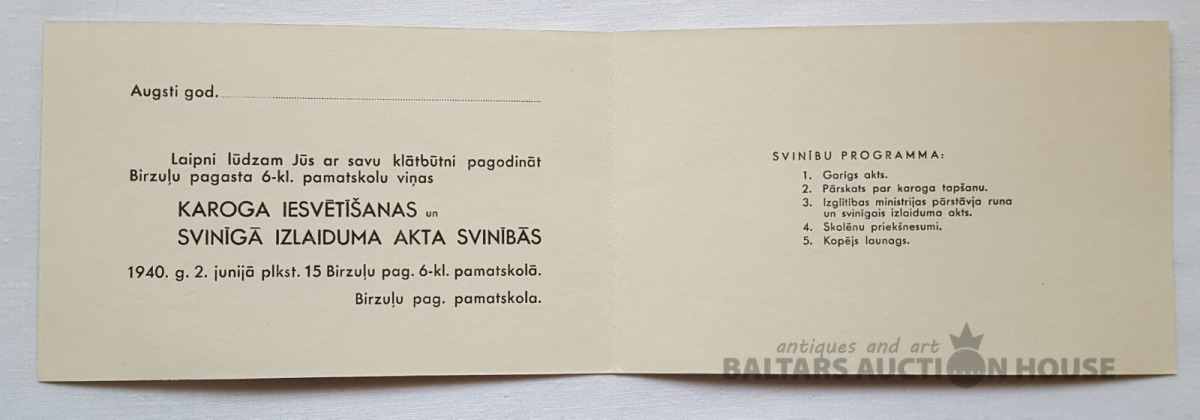 Augsti god.
Laipni lūdzam Jūs ar savu klātbūtni pagodināt
Birzuļu pagasta 6-kl. pamatskolu viņas
KAROGA IESVĒTĪŠANAS un
SVINĪGĀ IZLAIDUMA AKTA SVINĪBĀS
1940. g. 2. junijā plkst. 15 Birzuļu pag. 6-kl. pamatskolā.
Birzuļu pag. pamatskola.
SVINĪBU PROGRAMMA:
1. Garīgs akts.
2. Pārskats par karoga tapšanu.
3. Izglītības ministrijas pārstāvja runa
un svinīgais izlaiduma akts.
4. Skolēnu priekšnesumi.
5. Kopējs launags.
antiques and art
BALTARS AUCTION HOUSE